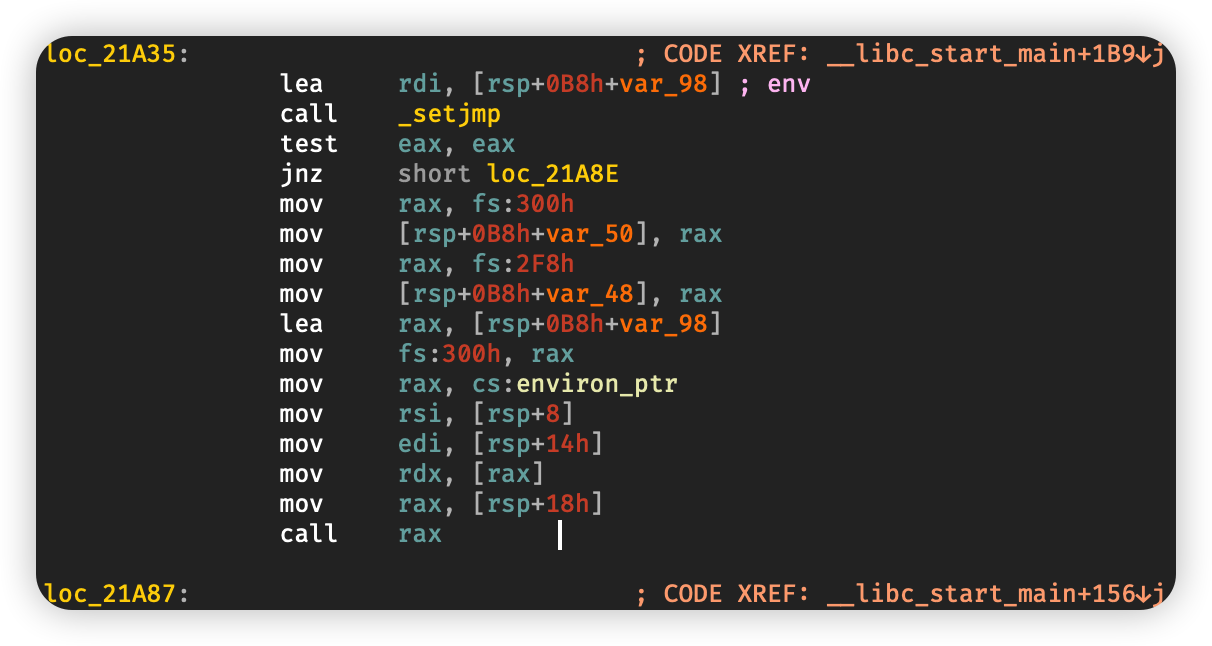 loc_21A35: ; CODE XREF: __libc_start_main+1B9↓j
lea rdi, [rsp+0B8h+var_98] ; env
call _setjmp
test eax, eax
jnz short loc_21A8E
mov rax, fs:300h
mov [rsp+0B8h+var_50], rax
mov rax, fs:2F8h
mov [rsp+0B8h+var_48], rax
lea rax, [rsp+0B8h+var_98]
mov fs:300h, rax
mov rax, cs:environ_ptr
mov rsi, [rsp+8]
mov edi, [rsp+14h]
mov rdx, [rax]
mov rax, [rsp+18h]
call rax
loc_21A87: ; CODE XREF: __libc_start_main+156↓j